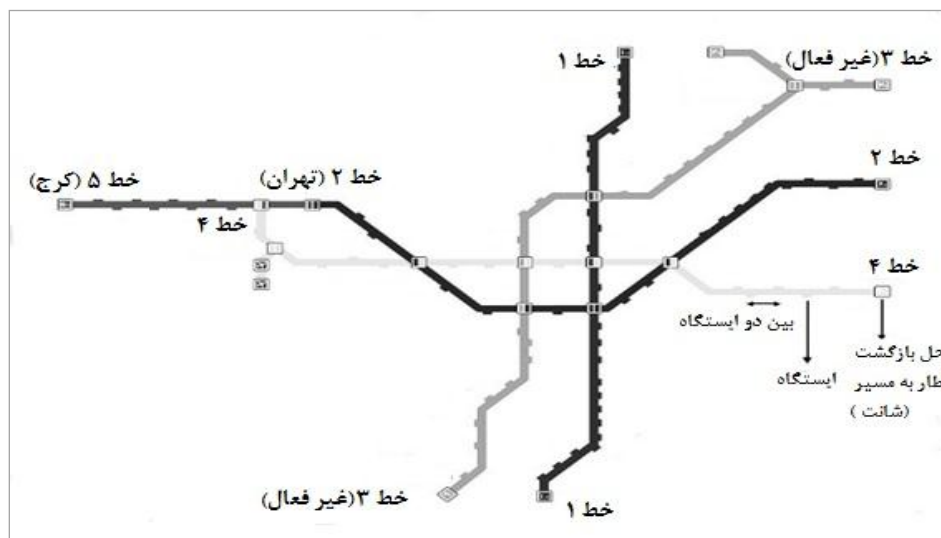 خط ۱
خط ۳(غیر فعال)
خط ۲
خط ۲ (تهران)
خط ۵ (کرج)
خط ۴
خط ۴
بین دو ایستگاه
ایستگاه
حل بازگشت
طار به مسیر
(شانت )
خط ۳(غیر فعال)
خط ۱